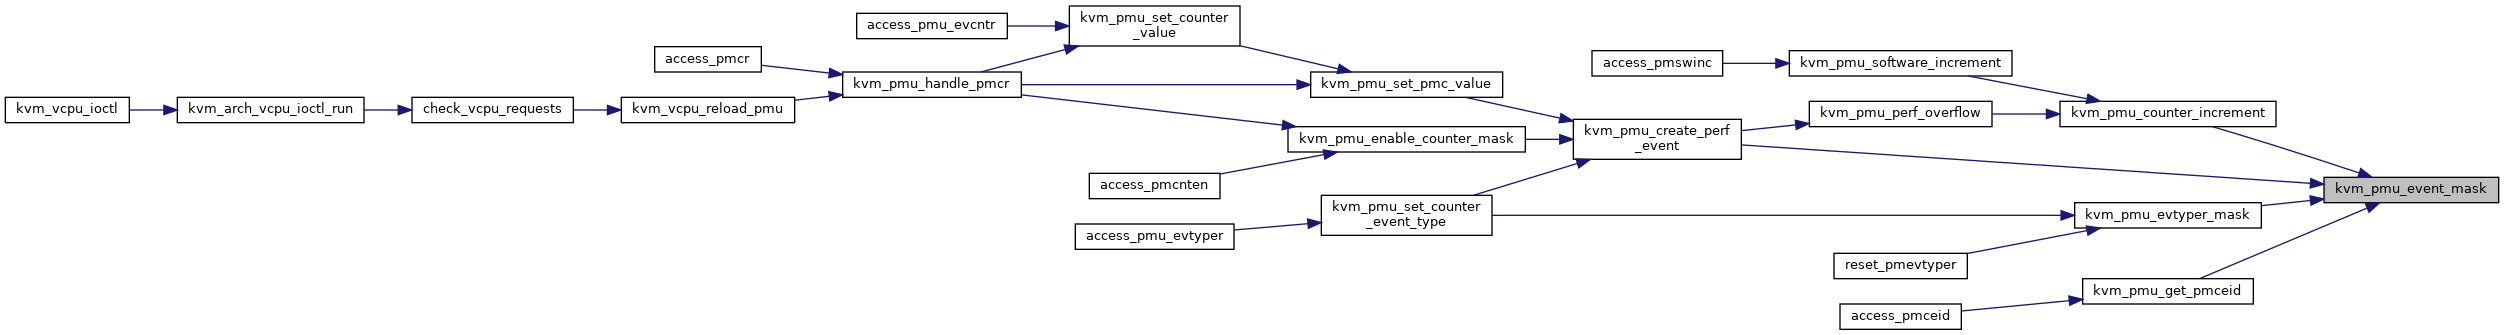 kvm_pmu_set_counter
_value
access_pmu_evcntr
access_pmcr
access_pmswinc
kvm_pmu_software_increment
kvm_pmu_handle_pmcr
kvm_pmu_set_pmc_value
kvm_vcpu_ioctl
kvm_arch_vcpu_ioctl_run
check_vcpu_requests
kvm_vcpu_reload_pmu
kvm_pmu_perf_overflow
kvm_pmu_counter_increment
kvm_pmu_create_perf
_event
kvm_pmu_enable_counter_mask
access_pmcnten
kvm_pmu_event_mask
kvm_pmu_set_counter
_event_type
kvm_pmu_evtyper_mask
access_pmu_evtyper
reset_pmevtyper
kvm_pmu_get_pmceid
access_pmceid